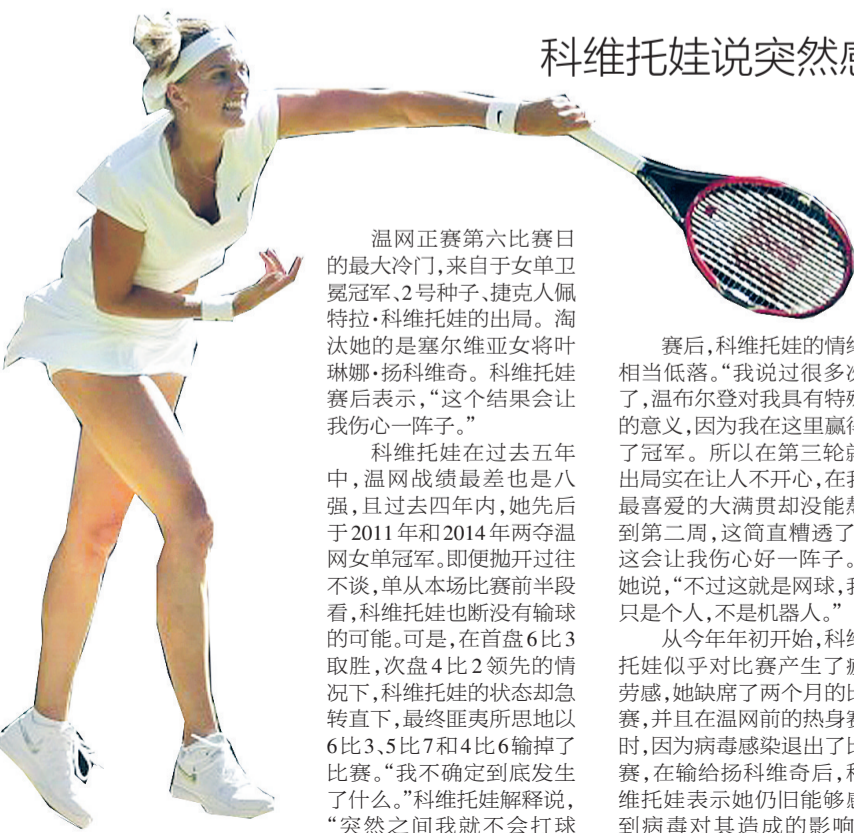 科维托娃说突然感
温网正赛第六比赛日
的最大冷门,来自于女单卫
冕冠军、2号种子、捷克人佩
特拉·科维托娃的出局。淘
汰她的是塞尔维亚女将叶
琳娜·扬科维奇。科维托娃
赛后表示,“这个结果会让
我伤心一阵子。”
科维托娃在过去五年
中,温网战绩最差也是八
强,且过去四年内,她先后
于2011年和2014年两夺温
网女单冠军。即便抛开过往
不谈,单从本场比赛前半段
看,科维托娃也断没有输球
的可能。可是,在首盘6比3
取胜,次盘4比2领先的情
况下,科维托娃的状态却急
转直下,最终匪夷所思地以
6比3、5比7和4比6输掉了
比赛。“我不确定到底发生
了什么。”科维托娃解释说,
“突然之间我就不会打球
赛后,科维托娃的情绪
相当低落。“我说过很多次
了,温布尔登对我具有特殊
的意义,因为我在这里赢得
了冠军。所以在第三轮就
出局实在让人不开心,在我
最喜爱的大满贯却没能熬
到第二周,这简直糟透了
这会让我伤心好一阵子。
她说,“不过这就是网球,我
只是个人,不是机器人。”
从今年年初开始,科维
托娃似乎对比赛产生了疲
劳感,她缺席了两个月的比
赛,并且在温网前的热身赛
时,因为病毒感染退出了比
赛,在输给扬科维奇后,科
维托娃表示她仍旧能够感
到病毒对其造成的影响